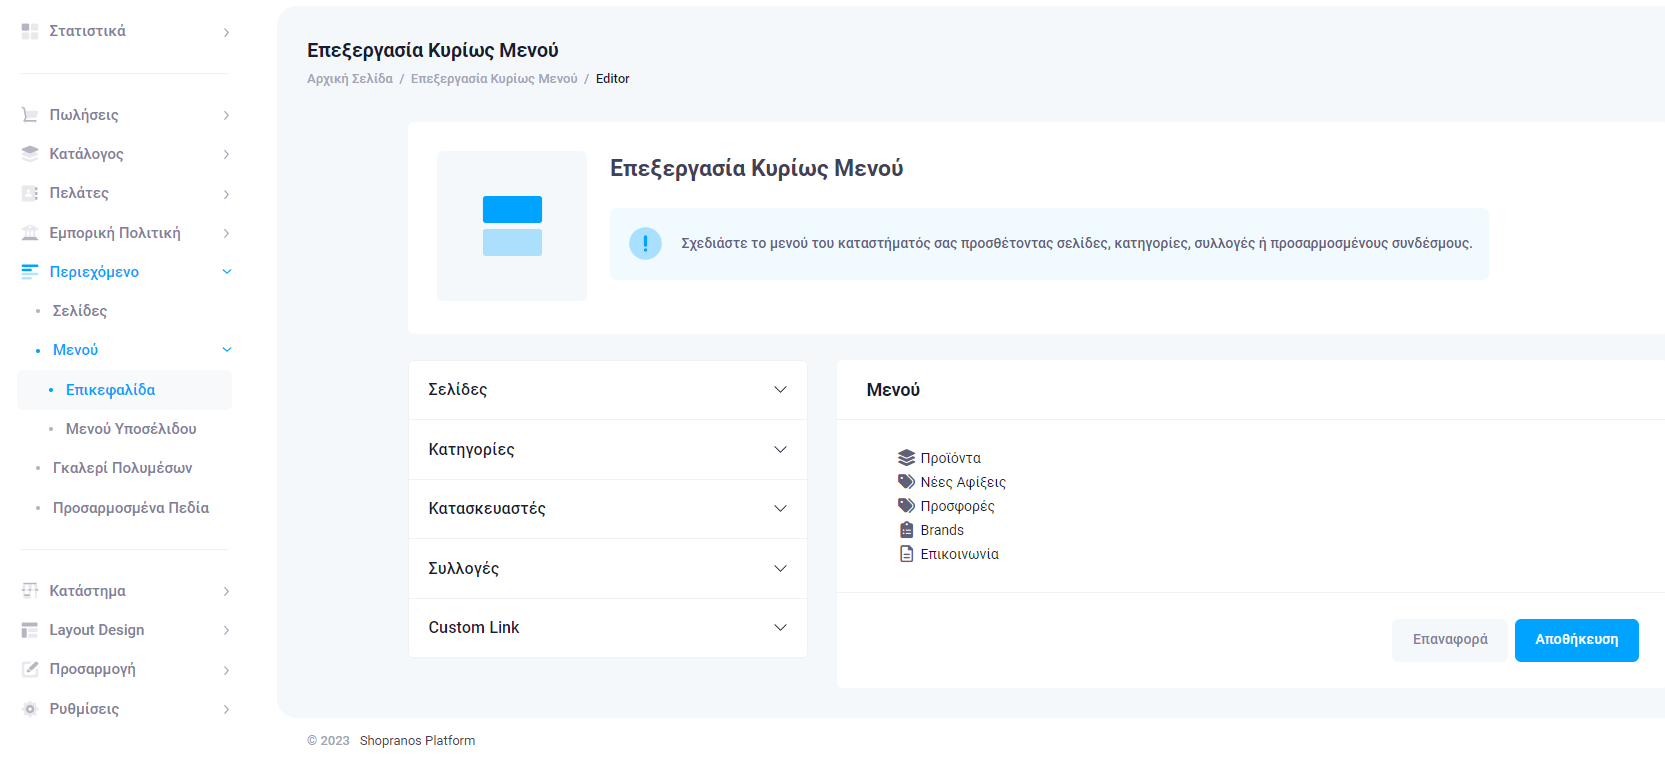 Στατιστικά
Πωλήσεις
Κατάλογος
Πελάτες
Εμπορική Πολιτική
Περιεχόμενο
Σελίδες
Μενού
Επικεφαλίδα
Μενού Υποσέλιδου
Γκαλερί Πολυμέσων
Προσαρμοσμένα Πεδία
Κατάστημα
Layout Design
Προσαρμογή
Ρυθμίσεις
Επεξεργασία Κυρίως Μενού
Αρχική Σελίδα / Επεξεργασία Κυρίως Μενού / Editor
Επεξεργασία Κυρίως Μενού
Σχεδιάστε το μενού του καταστήματός σας προσθέτοντας σελίδες, κατηγορίες, συλλογές ή προσαρμοσμένους συνδέσμους.
Σελίδες
Κατηγορίες
Κατασκευαστές
Συλλογές
Custom Link
Μενού
Προϊόντα
Νέες Αφίξεις
Προσφορές
Brands
Επικοινωνία
Επαναφορά Αποθήκευση
© 2023 Shopranos Platform